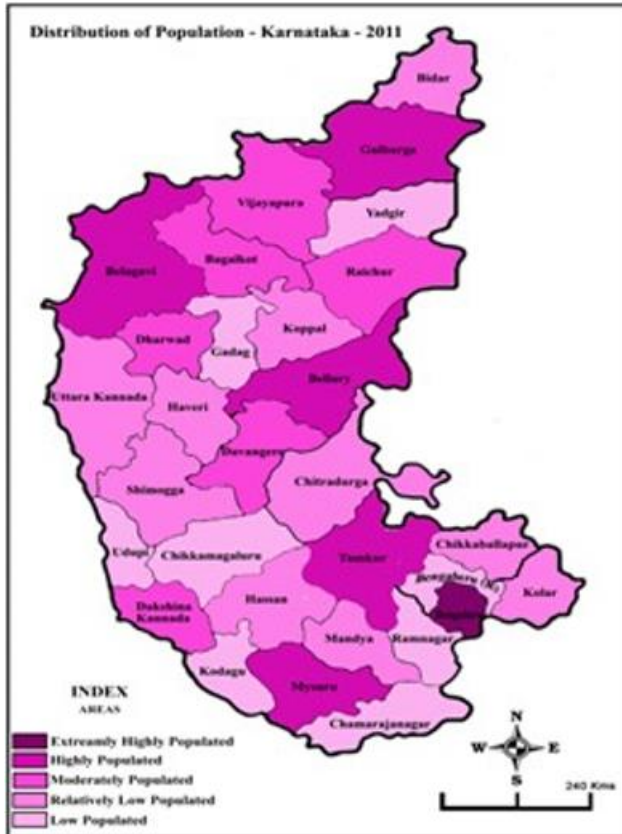 Distribution of Population - Karnataka - 2011
Bidar
Gulbarga
Vijayapura
Yadgir
Belagavi
Bagalkot
Raichur
Koppal
Dharwad
Gadag
Bellary
Uttara Kannada
Haveri
Davangere
Chitradurga
Shimogga
Chikkaballapur
Udupi
Chikkamagaluru
Tumkur
Bengaluru
Kolar
Hassan
Dakshina
Kannada
Mandya
Ramnagar
Kodagu
Mysuru
Chamarajanagar
INDEX
AREAS
Extreamly Highly Populated
Highly Populated
Moderately Populated
Relatively Low Populated
Low Populated
N
W
E
S
240 Kms